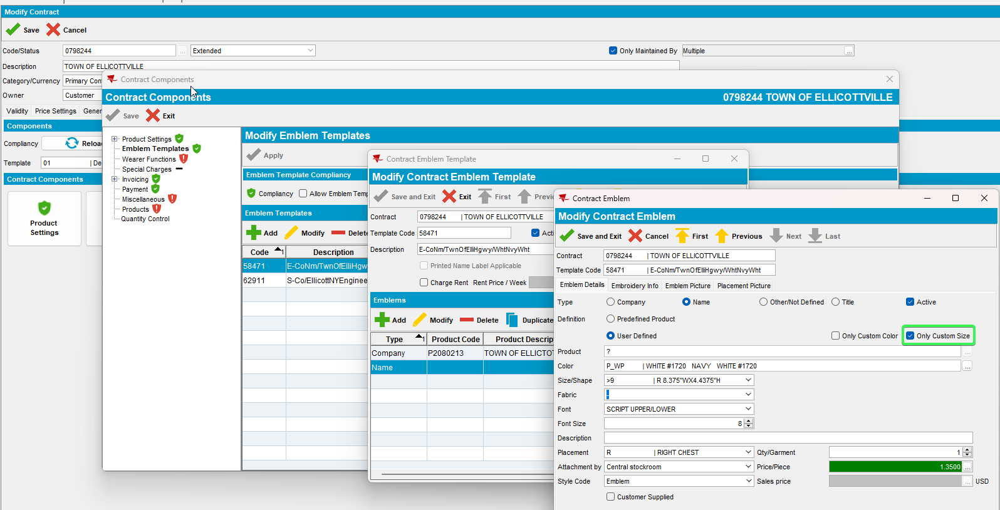 Modify Contract
Save Cancel
Code/Status 0798244 ... Extended Only Maintained By Multiple ...
Description TOWN OF ELLICOTTVILLE
Category/Currency Primary Con
Owner Customer
Validity Price Settings Gener
Components
Compliancy Reloa
Template 01 | De
Contract Components
Product
Settings
Contract Components
Contract Components 0798244 TOWN OF ELLICOTTVILLE
Save Exit
Product Settings
Emblem Templates
Wearer Functions
Special Charges
Invoicing
Payment
Miscellaneous
Products
Quantity Control
Modify Emblem Templates
Apply
Emblem Template Compliancy
Compliancy Allow Emblem Temp
Emblem Templates
Add Modify Delete
Code 1 Description
58471 E-CoNm/TwnOfElliHgw
62911 S-Co/EllicottNYEnginee
Contract Emblem Template
Modify Contract Emblem Template
Save and Exit Exit First Previo
Contract 0798244 | TOWN OF ELLICOTTVILLE
Template Code 58471 Acti
Description E-CoNm/TwnOfElliHgwy/WhtNvyWht
Printed Name Label Applicable
Charge Rent Rent Price / Week
Emblems
Add Modify Delete Duplicate
Type 1 Product Code Product Descrip
Company P2080213 TOWN OF ELLICTOT
Name
Contract Emblem
Modify Contract Emblem
Save and Exit Cancel First Previous Next Last
Contract 0798244 | TOWN OF ELLICOTTVILLE
Template Code 58471 | E-CoNm/TwnOfElliHgwy/WhtNvyWht
Emblem Details Embroidery Info Emblem Picture Placement Picture
Type Company Name Other/Not Defined Title Active
Definition Predefined Product
User Defined Only Custom Color Only Custom Size
Product ? ...
Color P_WP | WHITE #1720 NAVY WHITE #1720 ...
Size/Shape >9 | R 8.375"WX4.4375"H
Fabric
Font SCRIPT UPPER/LOWER
Font Size 8
Description
Placement R | RIGHT CHEST Qty/Garment 1
Attachment by Central stockroom Price/Piece 1.3500 ...
Style Code Emblem Sales price ... USD
Customer Supplied